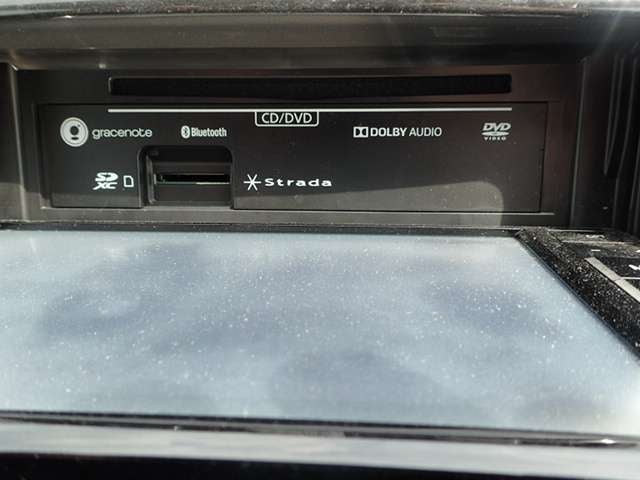 CD/DVD
gracenote
Bluetooth
DOLBY AUDIO
DVD
VIDEO
SD
XC
Strada